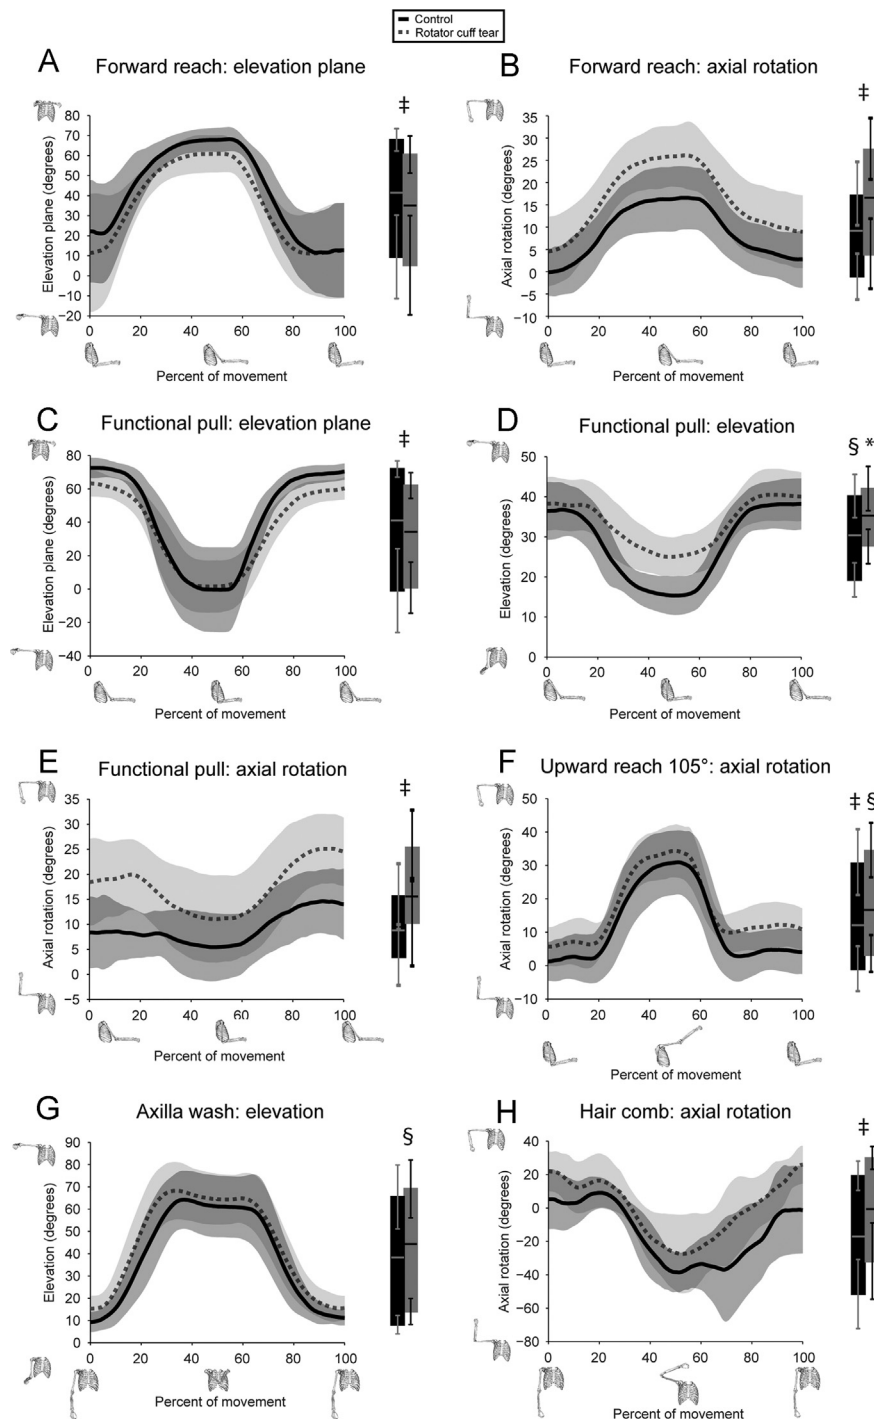 Control
Rotator cuff tear
A
Forward reach: elevation plane
‡
Elevation plane (degrees)
80
70
60
50
40
30
20
10
0
−10
−20
0 20 40 60 80 100
Percent of movement
B
Forward reach: axial rotation
‡
Axial rotation (degrees)
35
30
25
20
15
10
5
0
−5
−10
0 20 40 60 80 100
Percent of movement
C
Functional pull: elevation plane
‡
Elevation plane (degrees)
80
60
40
20
0
−20
−40
0 20 40 60 80 100
Percent of movement
D
Functional pull: elevation
§ *
Elevation (degrees)
50
40
30
20
10
0
0 20 40 60 80 100
Percent of movement
E
Functional pull: axial rotation
‡
Axial rotation (degrees)
35
30
25
20
15
10
5
0
−5
0 20 40 60 80 100
Percent of movement
F
Upward reach 105°: axial rotation
‡ §
Axial rotation (degrees)
50
40
30
20
10
0
−10
0 20 40 60 80 100
Percent of movement
G
Axilla wash: elevation
§
Elevation (degrees)
90
80
70
60
50
40
30
20
10
0
0 20 40 60 80 100
Percent of movement
H
Hair comb: axial rotation
‡
Axial rotation (degrees)
40
20
0
−20
−40
−60
−80
0 20 40 60 80 100
Percent of movement